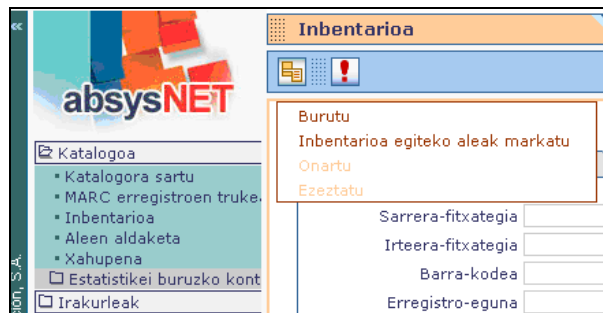 «
Inbentarioa
absysNET
Burutu
Inbentarioa egiteko aleak markatu
Onartu
Ezeztatu
Katalogoa
Katalogora sartu
MARC erregistroen truke
Inbentarioa
Aleen aldaketa
Xahupena
Estatistikei buruzko kont
Irakurleak
Sarrera-fitxategia
Irteera-fitxategia
Barra-kodea
Erregistro-eguna
ción, S.A.